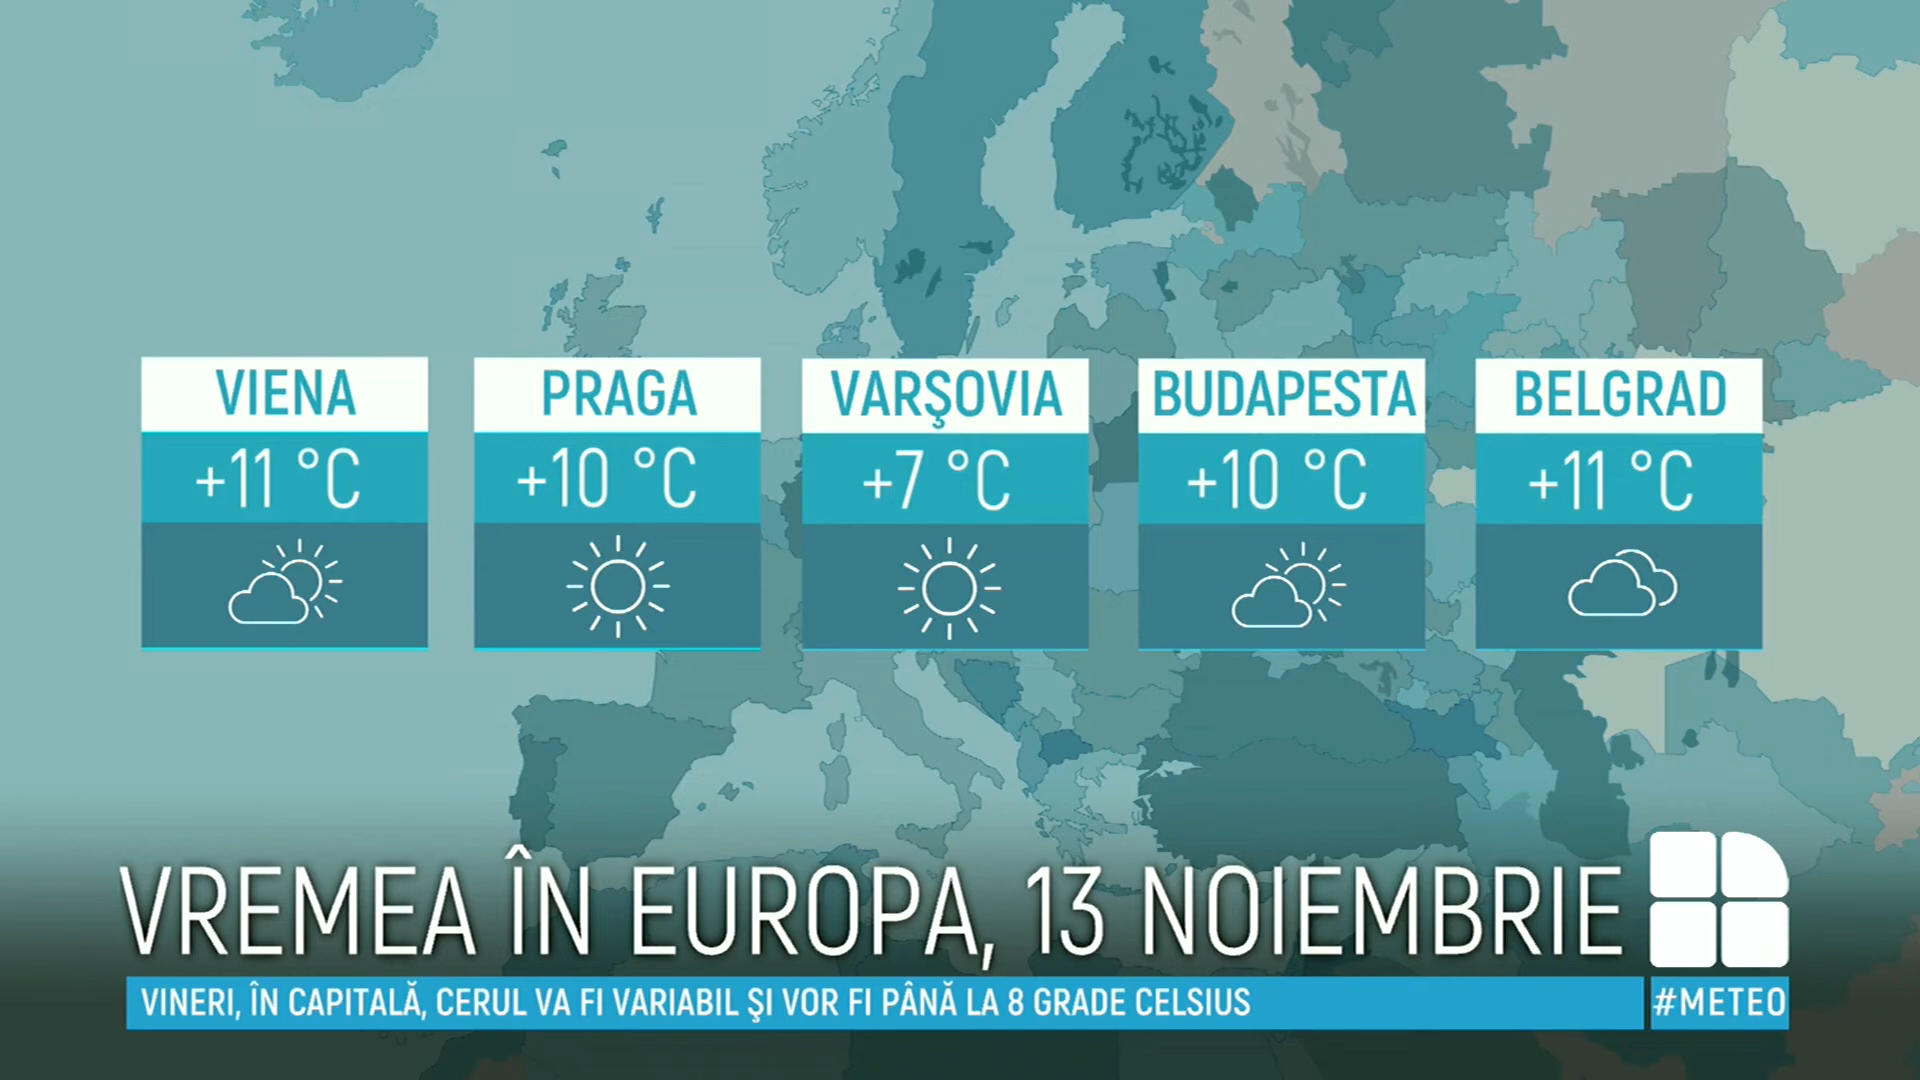 VIENA
+11 °C
PRAGA
+10 °C
VARŞOVIA
+7 °C
BUDAPESTA
+10 °C
BELGRAD
+11 °C
VREMEA ÎN EUROPA, 13 NOIEMBRIE
VINERI, ÎN CAPITALĂ, CERUL VA FI VARIABIL ŞI VOR FI PÂNĂ LA 8 GRADE CELSIUS
#METEO